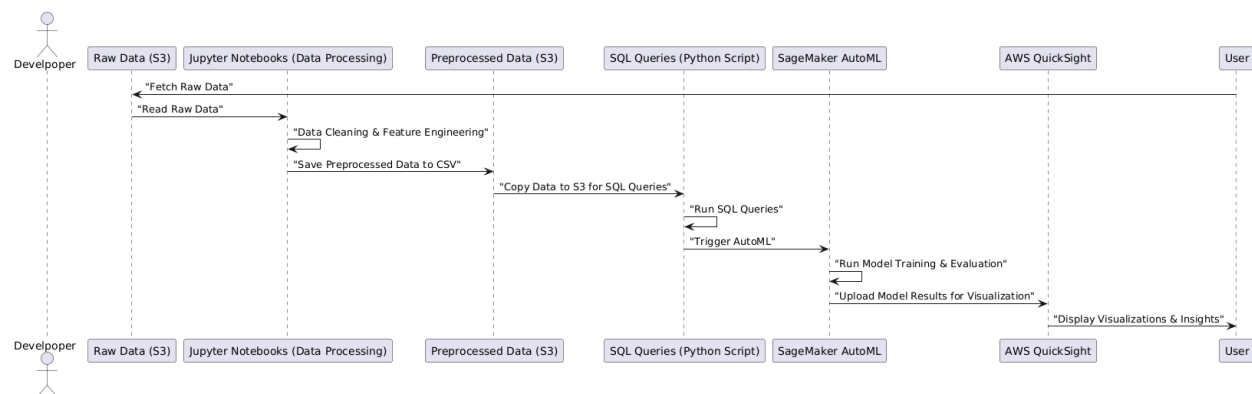 Develpoper
Raw Data (S3)
Jupyter Notebooks (Data Processing)
Preprocessed Data (S3)
SQL Queries (Python Script)
SageMaker AutoML
AWS QuickSight
User
"Fetch Raw Data"
"Read Raw Data"
"Data Cleaning & Feature Engineering"
"Save Preprocessed Data to CSV"
"Copy Data to S3 for SQL Queries"
"Run SQL Queries"
"Trigger AutoML"
"Run Model Training & Evaluation"
"Upload Model Results for Visualization"
"Display Visualizations & Insights"
Develpoper
Raw Data (S3)
Jupyter Notebooks (Data Processing)
Preprocessed Data (S3)
SQL Queries (Python Script)
SageMaker AutoML
AWS QuickSight
User